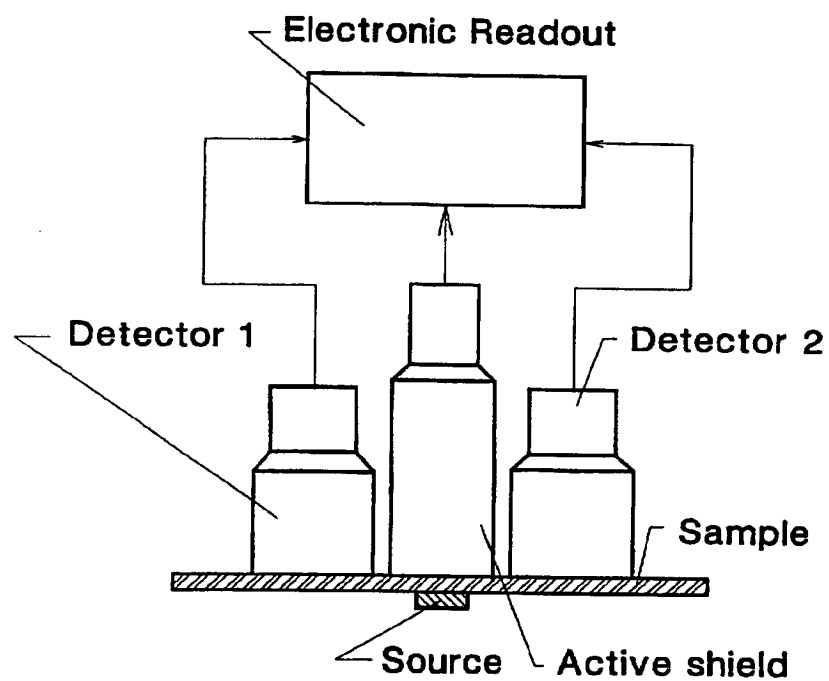 Electronic Readout
Detector 1
Detector 2
Sample
Source
Active shield